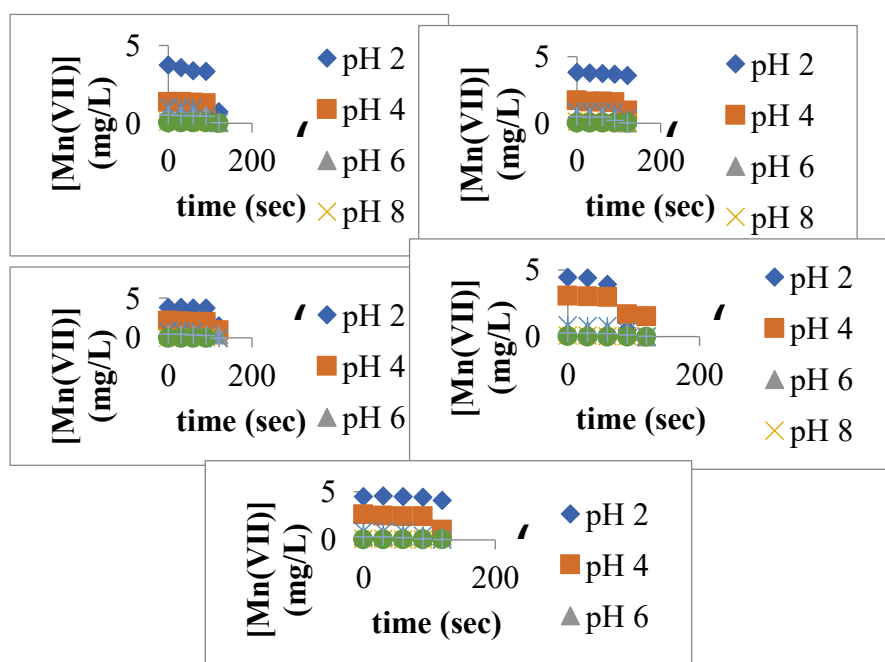 [Mn(VII)]
(mg/L)
5
0
0
200
time (sec)
‘
pH 2
pH 4
pH 6
pH 8
[Mn(VII)]
(mg/L)
5
0
0
200
time (sec)
‘
pH 2
pH 4
pH 6
pH 8
[Mn(VII)]
(mg/L)
5
0
0
200
time (sec)
‘
pH 2
pH 4
pH 6
[Mn(VII)]
(mg/L)
5
0
0
200
time (sec)
‘
pH 2
pH 4
pH 6
pH 8
[Mn(VII)]
(mg/L)
5
0
0
200
time (sec)
‘
pH 2
pH 4
pH 6